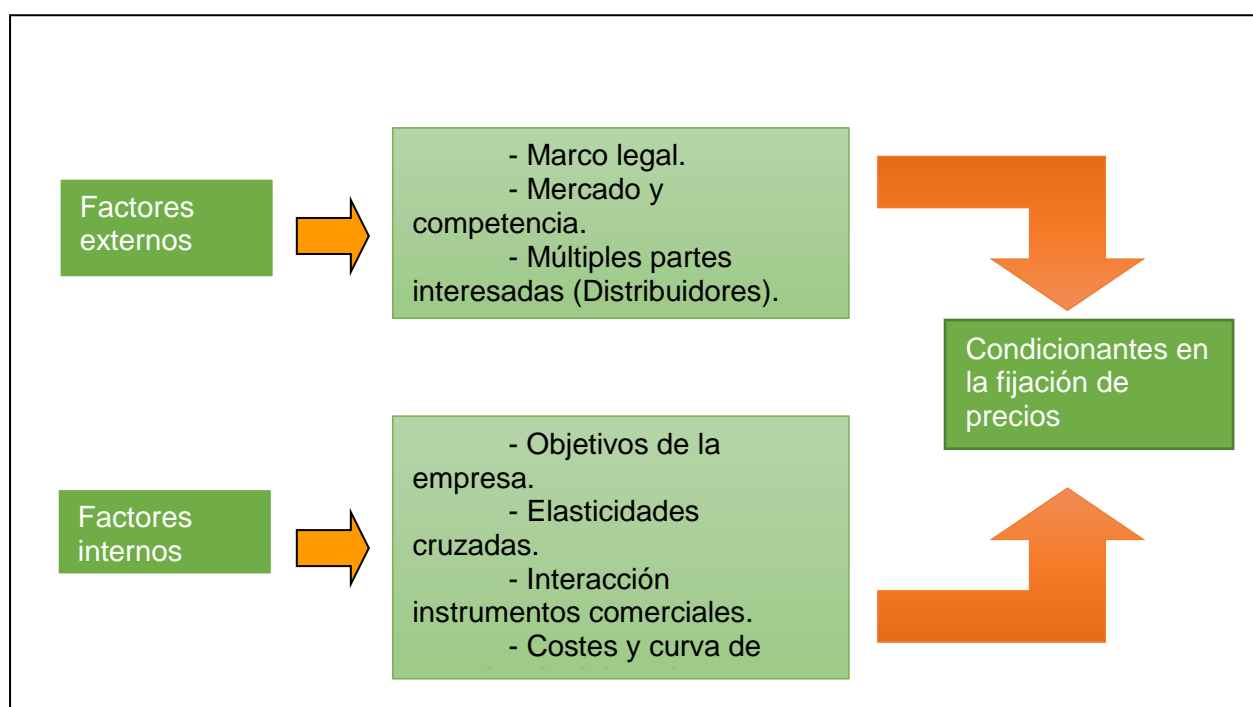 Factores
externos
- Marco legal.
- Mercado y
competencia.
- Múltiples partes
interesadas (Distribuidores).
Condicionantes en
la fijación de
precios
Factores
internos
- Objetivos de la
empresa.
- Elasticidades
cruzadas.
- Interacción
instrumentos comerciales.
- Costes y curva de